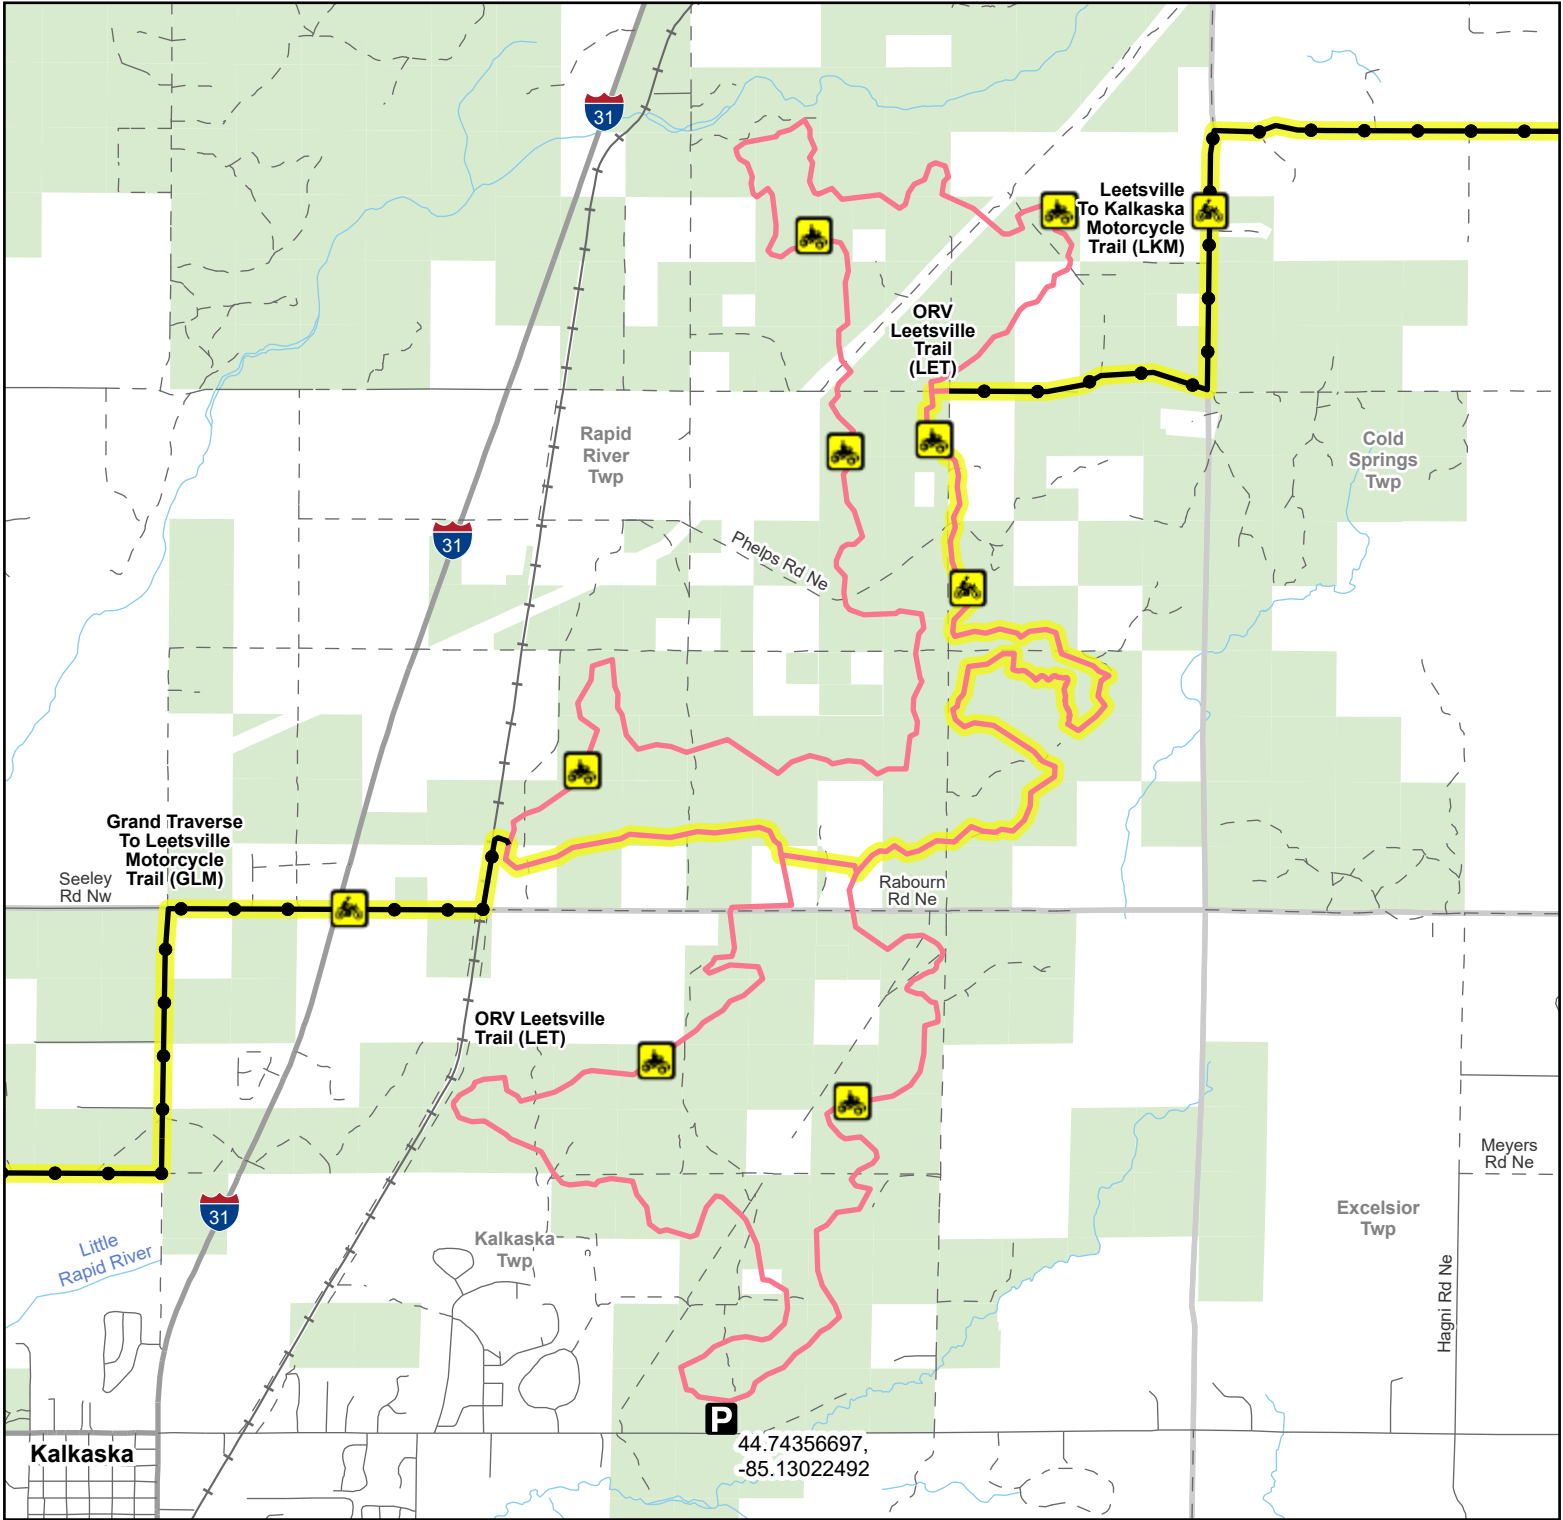 31
Leetsville
To Kalkaska
Motorcycle
Trail (LKM)
ORV
Leetsville
Trail
(LET)
Rapid
River
Twp
Cold
Springs
Twp
31
Phelps Rd Ne
Grand Traverse
To Leetsville
Motorcycle
Trail (GLM)
Seeley
Rd Nw
Rabourn
Rd Ne
ORV Leetsville
Trail (LET)
Meyers
Rd Ne
31
Excelsior
Twp
Little
Rapid River
Kalkaska
Twp
Hagni Rd Ne
P
44.74356697,
-85.13022492
Kalkaska